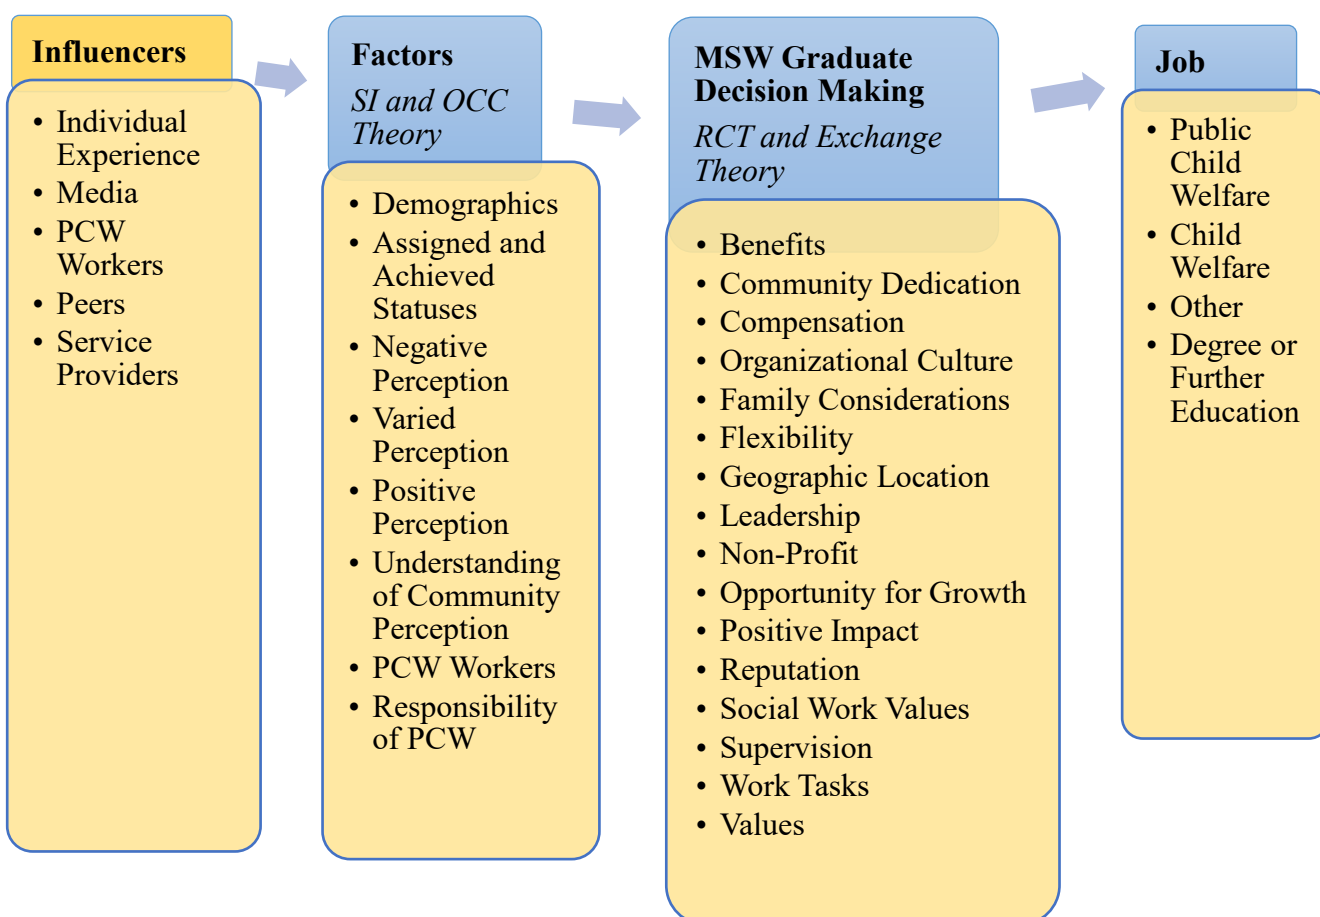 Influencers
• Individual
Experience
• Media
• PCW
Workers
• Peers
• Service
Providers
Factors
SI and OCC
Theory
• Demographics
• Assigned and
Achieved
Statuses
• Negative
Perception
• Varied
Perception
• Positive
Perception
• Understanding
of Community
Perception
• PCW Workers
• Responsibility
of PCW
MSW Graduate
Decision Making
RCT and Exchange
Theory
• Benefits
• Community Dedication
• Compensation
• Organizational Culture
• Family Considerations
• Flexibility
• Geographic Location
• Leadership
• Non-Profit
• Opportunity for Growth
• Positive Impact
• Reputation
• Social Work Values
• Supervision
• Work Tasks
• Values
Job
• Public
Child
Welfare
• Child
Welfare
• Other
• Degree or
Further
Education